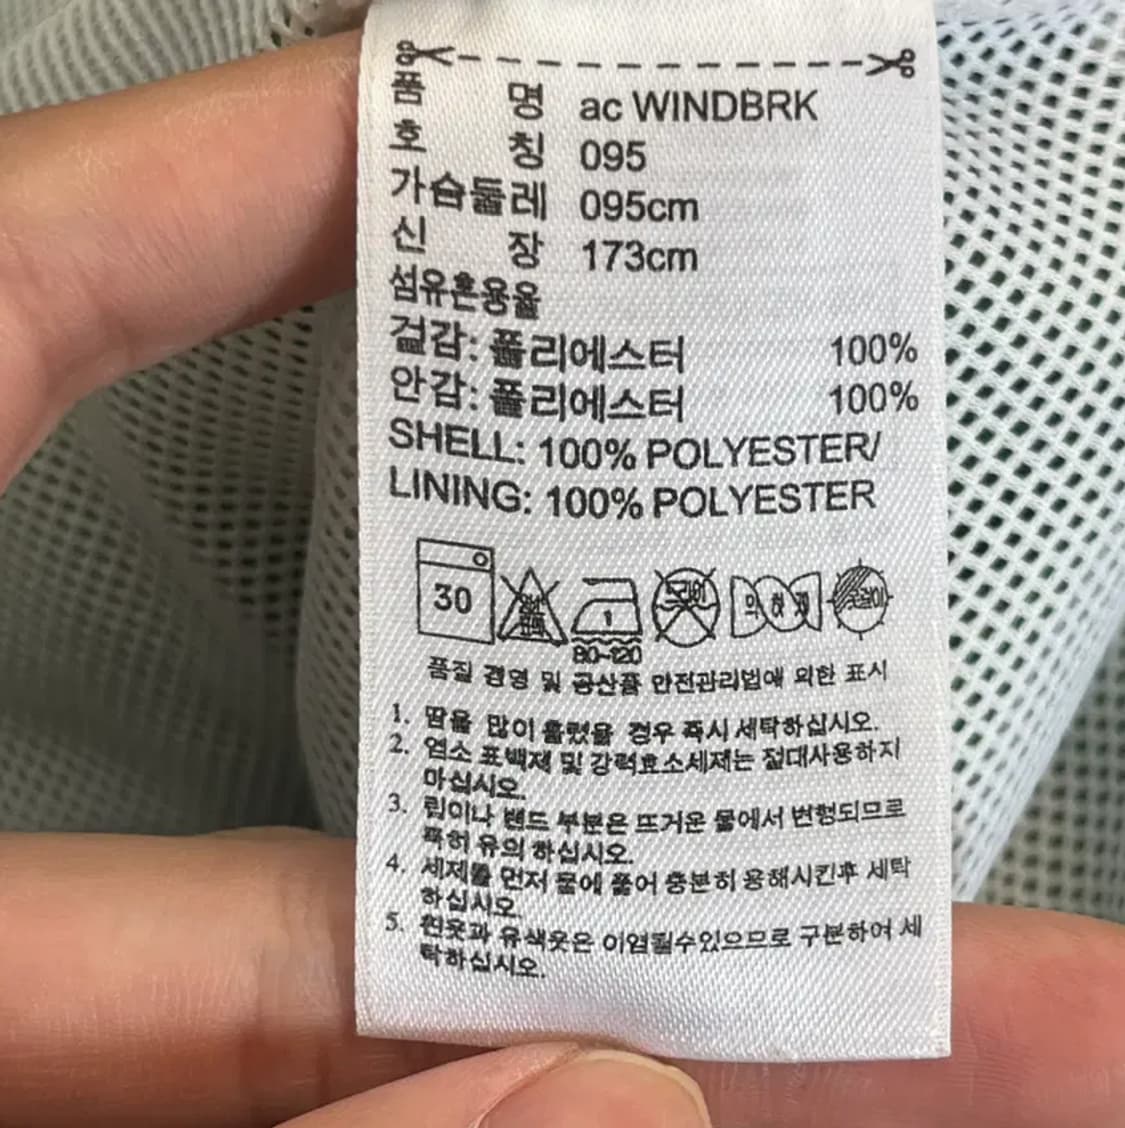 품 명 ac WINDBRK
호 칭 095
가슴둘레 095cm
신 장 173cm
섬유혼용율
겉감: 폴리에스터 100%
안감: 폴리에스터 100%
SHELL: 100% POLYESTER/
LINING: 100% POLYESTER
30
1
80~120
품질 경영 및 공산품 안전관리법에 의한 표시
1. 땀을 많이 흘렸을 경우 즉시 세탁하십시오.
2. 염소 표백제 및 강력효소세제는 절대사용하지
마십시오.
3. 립이나 밴드 부분은 뜨거운 물에서 변형되므로
특히 유의 하십시오.
4. 세제를 먼저 물에 풀어 충분히 용해시킨후 세탁
하십시오.
5. 흰옷과 유색옷은 이염될수있으므로 구분하여 세
탁하십시오.